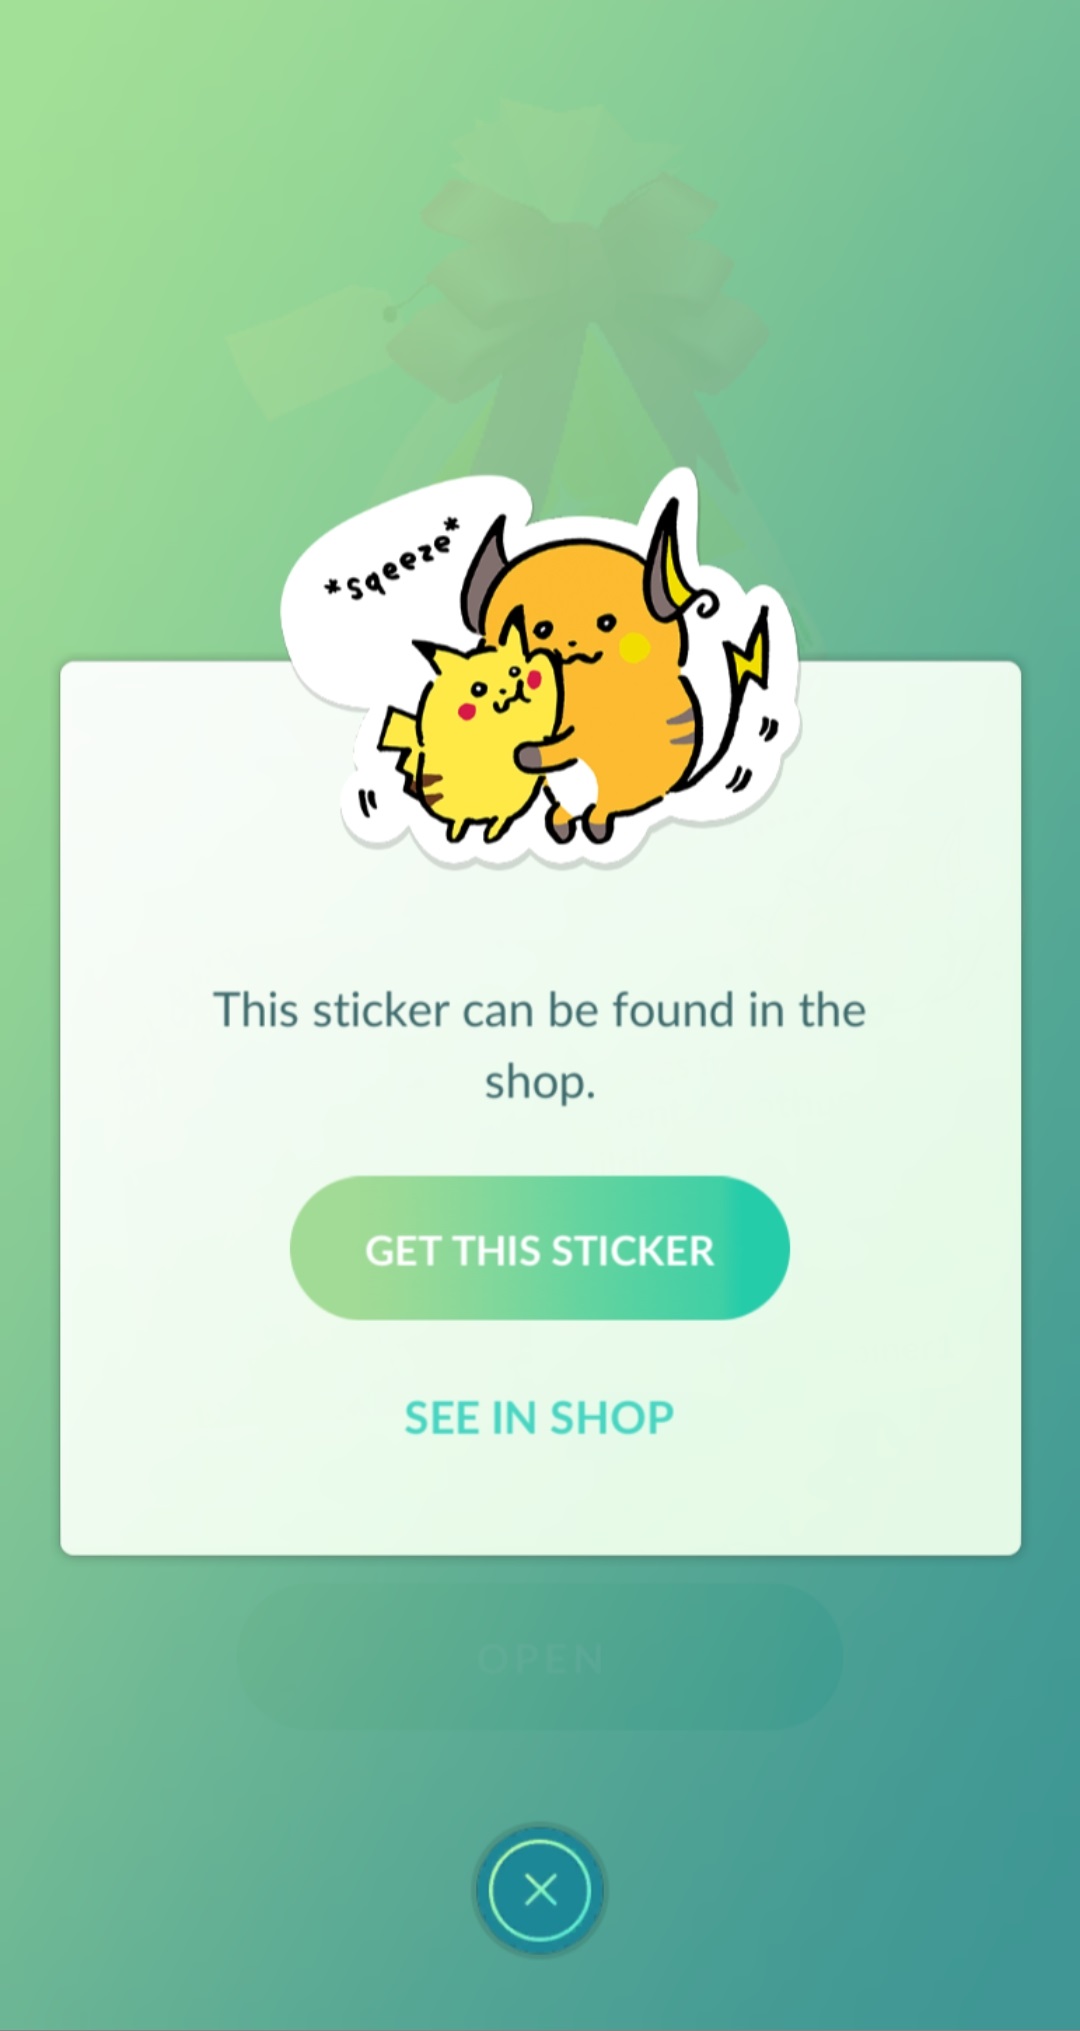 *sqeeze*
This sticker can be found in the
shop.
GET THIS STICKER
SEE IN SHOP
OPEN